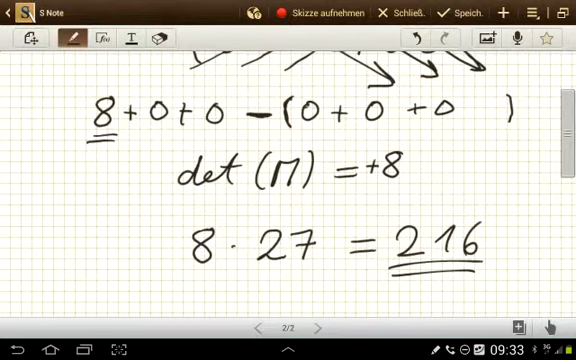 S Note Skizze aufnehmen Schließ. Speich.
8 + 0 + 0 - ( 0 + 0 + 0 )
det (M) = +8
8 · 27 = 216
2/2
3G 09:33